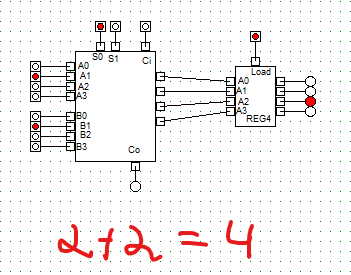 S0 S1 Ci
A0 Load
A1 A0
A2 A1
A3 A2
B0 A3
B1 REG4
B2
B3
Co
2+2=4